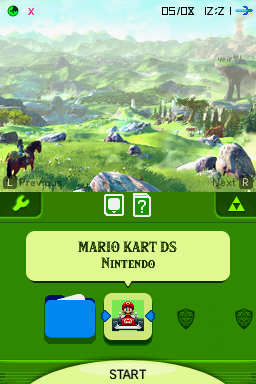 x 05/08 12:21
L Previous Next R
?
MARIO KART DS
NINTENDO
START